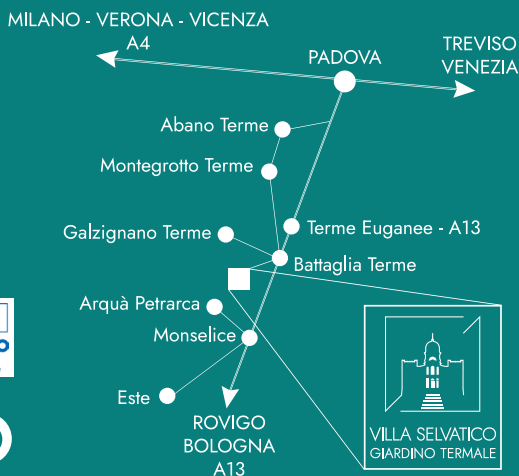 MILANO - VERONA - VICENZA
A4
TREVISO
VENEZIA
PADOVA
Abano Terme
Montegrotto Terme
Galzignano Terme
Terme Euganee - A13
Battaglia Terme
Arquà Petrarca
Monselice
Este
ROVIGO
BOLOGNA
A13
VILLA SELVATICO
GIARDINO TERMALE